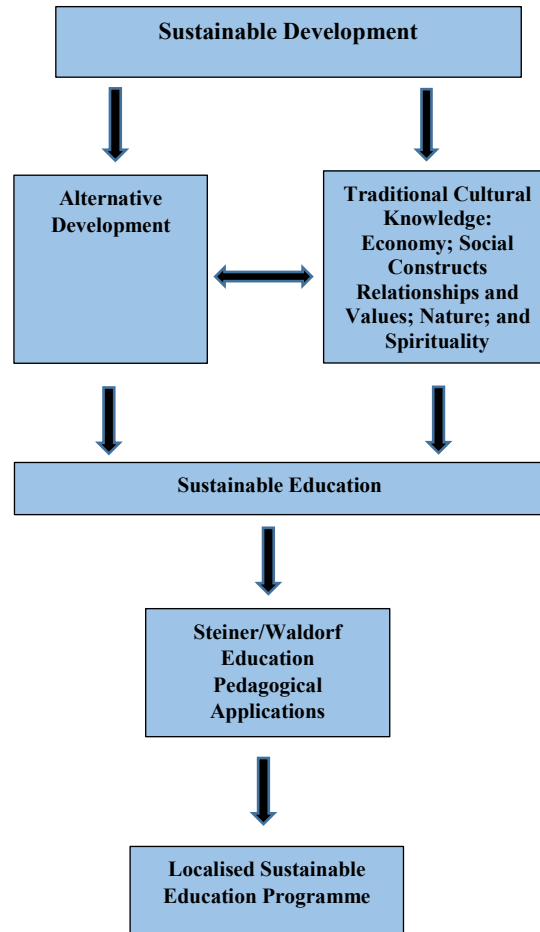 Sustainable Development
Alternative
Development
Traditional Cultural
Knowledge:
Economy; Social
Constructs
Relationships and
Values; Nature; and
Spirituality
Sustainable Education
Steiner/Waldorf
Education
Pedagogical
Applications
Localised Sustainable
Education Programme